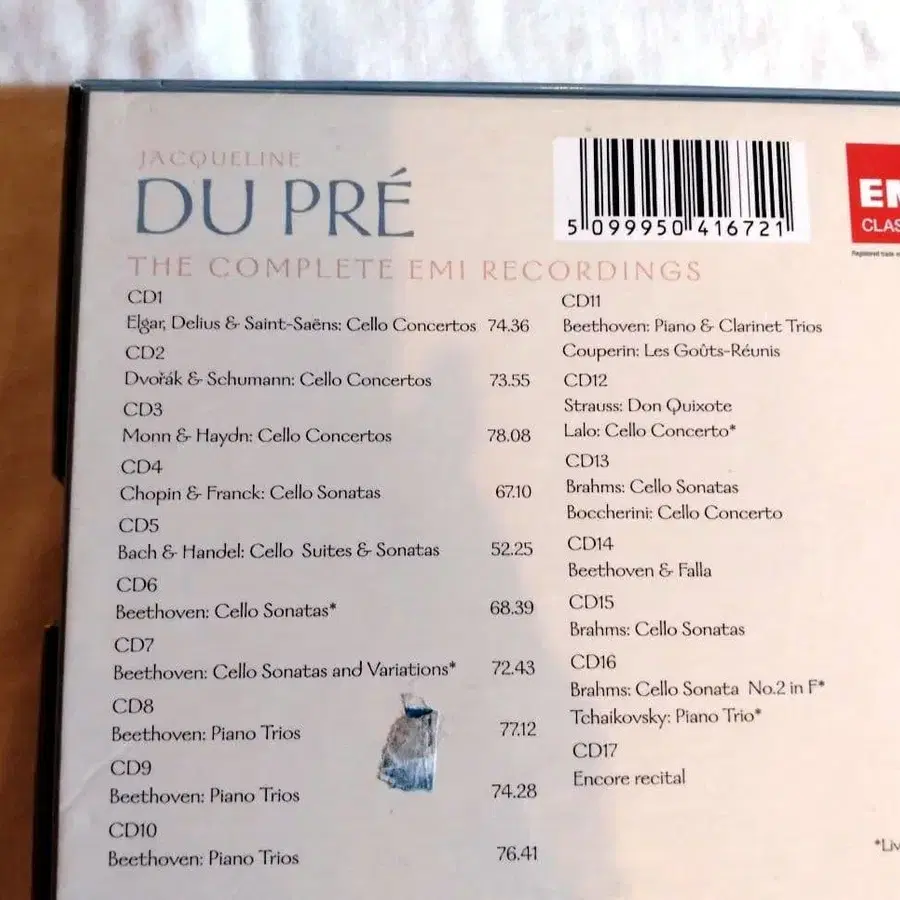 JACQUELINE
DU PRÉ
THE COMPLETE EMI RECORDINGS
5 099950 416721
CD1
Elgar, Delius & Saint-Saëns: Cello Concertos 74.36
CD2
Dvořák & Schumann: Cello Concertos 73.55
CD3
Monn & Haydn: Cello Concertos 78.08
CD4
Chopin & Franck: Cello Sonatas 67.10
CD5
Bach & Handel: Cello Suites & Sonatas 52.25
CD6
Beethoven: Cello Sonatas* 68.39
CD7
Beethoven: Cello Sonatas and Variations* 72.43
CD8
Beethoven: Piano Trios 77.12
CD9
Beethoven: Piano Trios 74.28
CD10
Beethoven: Piano Trios 76.41
CD11
Beethoven: Piano & Clarinet Trios
Couperin: Les Goûts-Réunis
CD12
Strauss: Don Quixote
Lalo: Cello Concerto*
CD13
Brahms: Cello Sonatas
Boccherini: Cello Concerto
CD14
Beethoven & Falla
CD15
Brahms: Cello Sonatas
CD16
Brahms: Cello Sonata No.2 in F*
Tchaikovsky: Piano Trio*
CD17
Encore recital
Registered trade